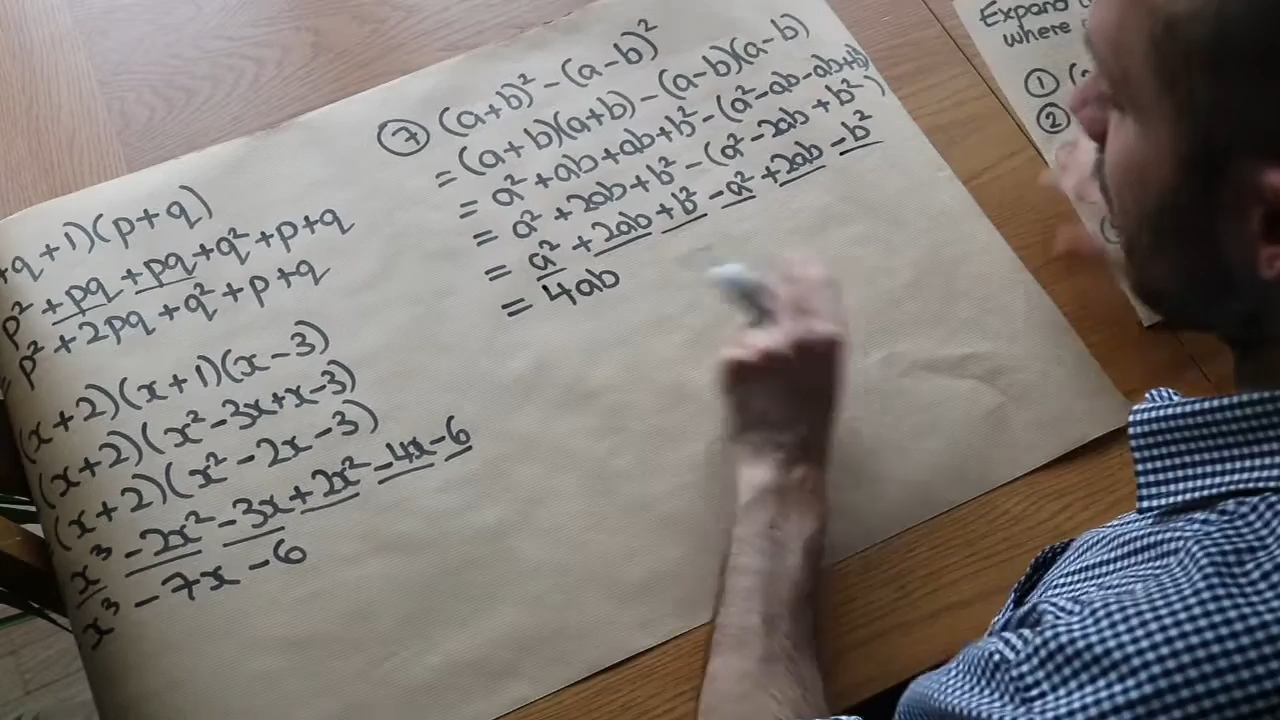 +q+1)(p+q)
p²+pq+pq+q²+p+q
= p²+2pq+q²+p+q
(x+2)(x+1)(x-3)
(x+2)(x²-3x+x-3)
(x+2)(x²-2x-3)
x³-2x²-3x+2x²-4x-6
x³-7x-6
⑦ (a+b)²-(a-b)²
= (a+b)(a+b)-(a-b)(a-b)
= a²+ab+ab+b²-(a²-ab-ab+b²)
= a²+2ab+b²-(a²-2ab+b²)
= a²+2ab+b²-a²+2ab-b²
= 4ab
Expand
where
① (
②